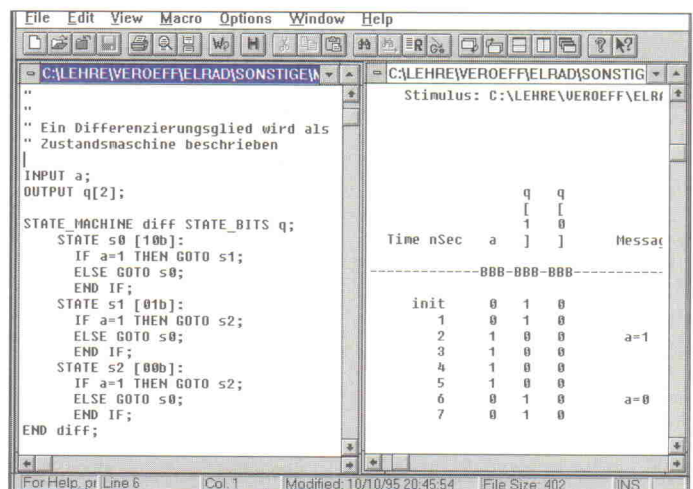 File Edit View Macro Options Window Help
C:\LEHRE\VEROEFF\ELRAD\SONSTIGE\
"
"
" Ein Differenzierungsglied wird als
" Zustandsmaschine beschrieben
INPUT a;
OUTPUT q[2];
STATE_MACHINE diff STATE_BITS q;
STATE s0 [10b]:
IF a=1 THEN GOTO s1;
ELSE GOTO s0;
END IF;
STATE s1 [01b]:
IF a=1 THEN GOTO s2;
ELSE GOTO s0;
END IF;
STATE s2 [00b]:
IF a=1 THEN GOTO s2;
ELSE GOTO s0;
END IF;
END diff;
C:\LEHRE\VEROEFF\ELRAD\SONSTIG
Stimulus: C:\LEHRE\VEROEFF\ELRA
q q
[ [
1 0
Time nSec a ] ] Messag
-------------BBB-BBB-BBB-----------
init 0 1 0
1 0 1 0
2 1 0 0 a=1
3 1 0 0
4 1 0 0
5 1 0 0
6 0 1 0 a=0
7 0 1 0
For Help, pr Line 6 Col. 1 Modified: 10/10/95 20:45:54 File Size: 402 INS